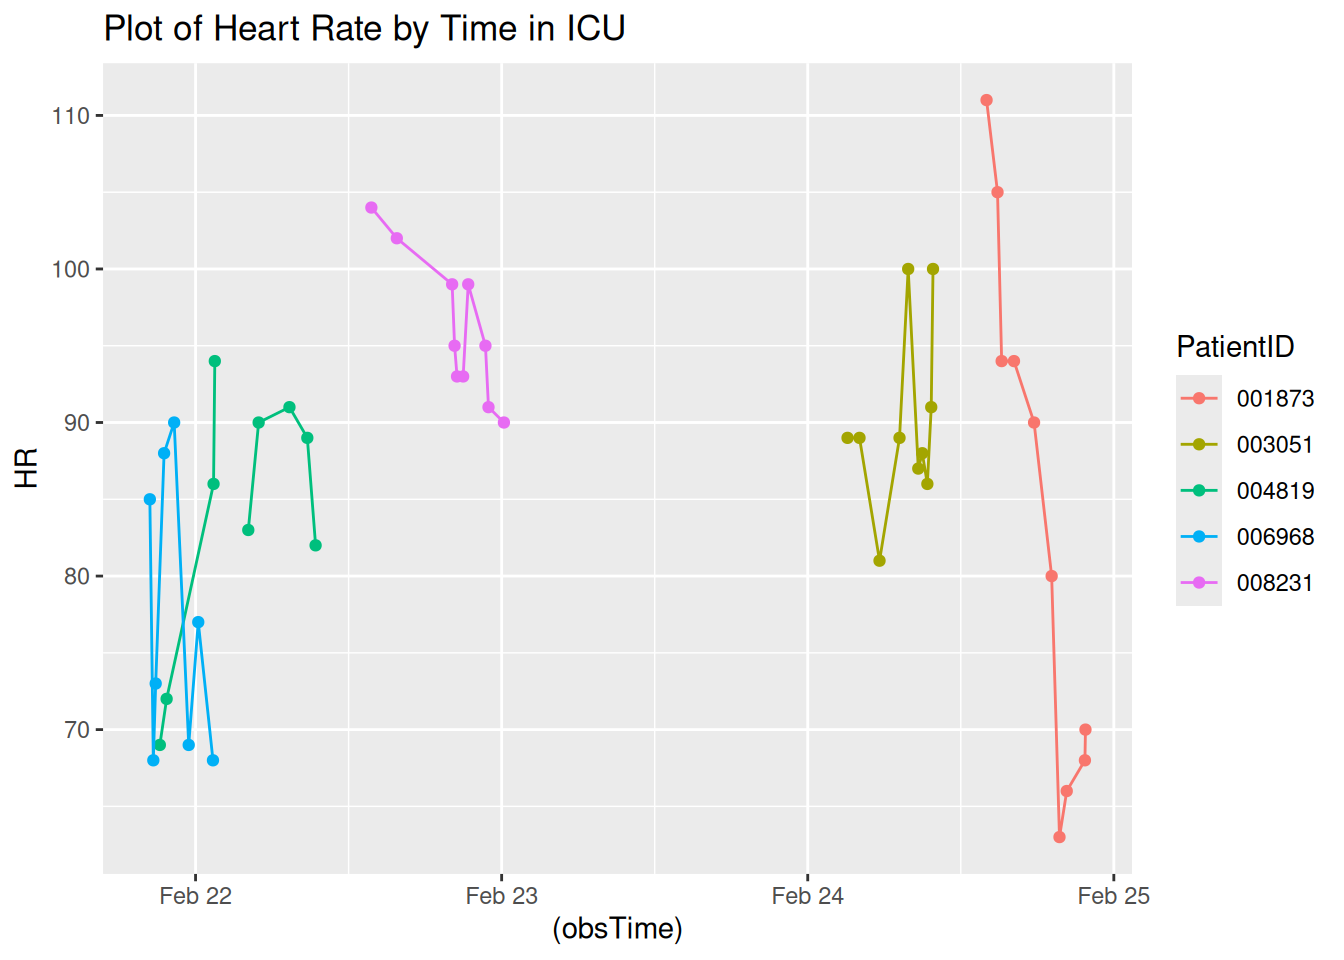 Plot of Heart Rate by Time in ICU
110
100
90
80
70
HR
Feb 22
Feb 23
Feb 24
Feb 25
(obsTime)
PatientID
001873
003051
004819
006968
008231